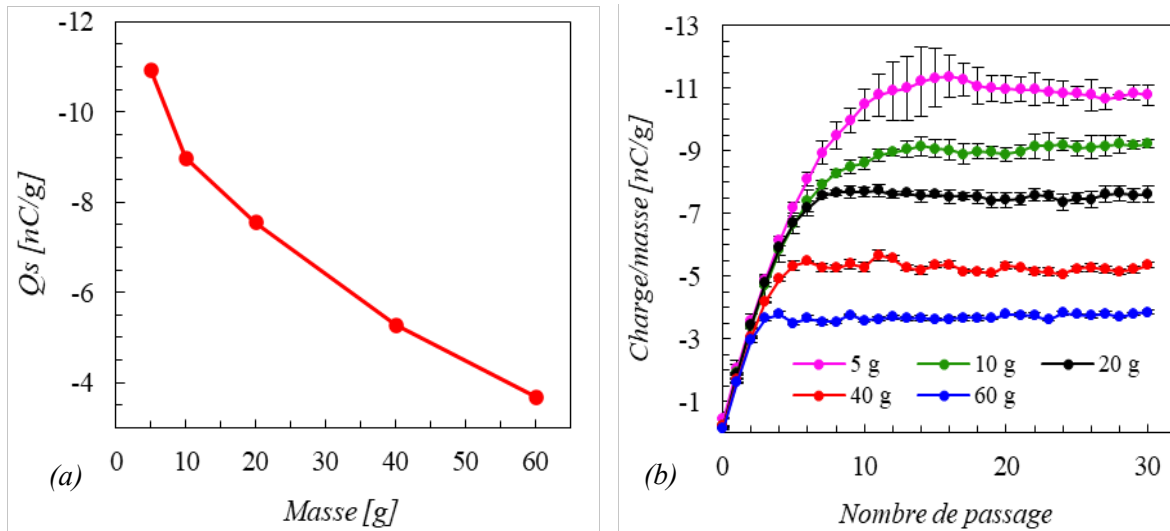 -12
-10
-8
-6
-4
Qs [nC/g]
0 10 20 30 40 50 60
Masse [g]
(a)
-13
-11
-9
-7
-5
-3
-1
Charge/masse [nC/g]
5 g 10 g 20 g
40 g 60 g
0 10 20 30
Nombre de passage
(b)